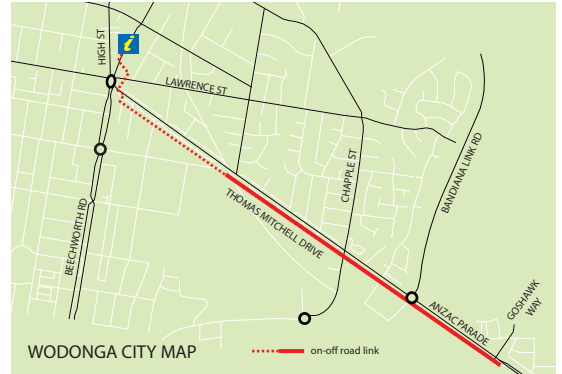 HIGH ST
i
LAWRENCE ST
CHAPPLE ST
BANDIANA LINK RD
BEECHWORTH RD
THOMAS MITCHELL DRIVE
ANZAC PARADE
GOSHAWK
WAY
WODONGA CITY MAP
on-off road link